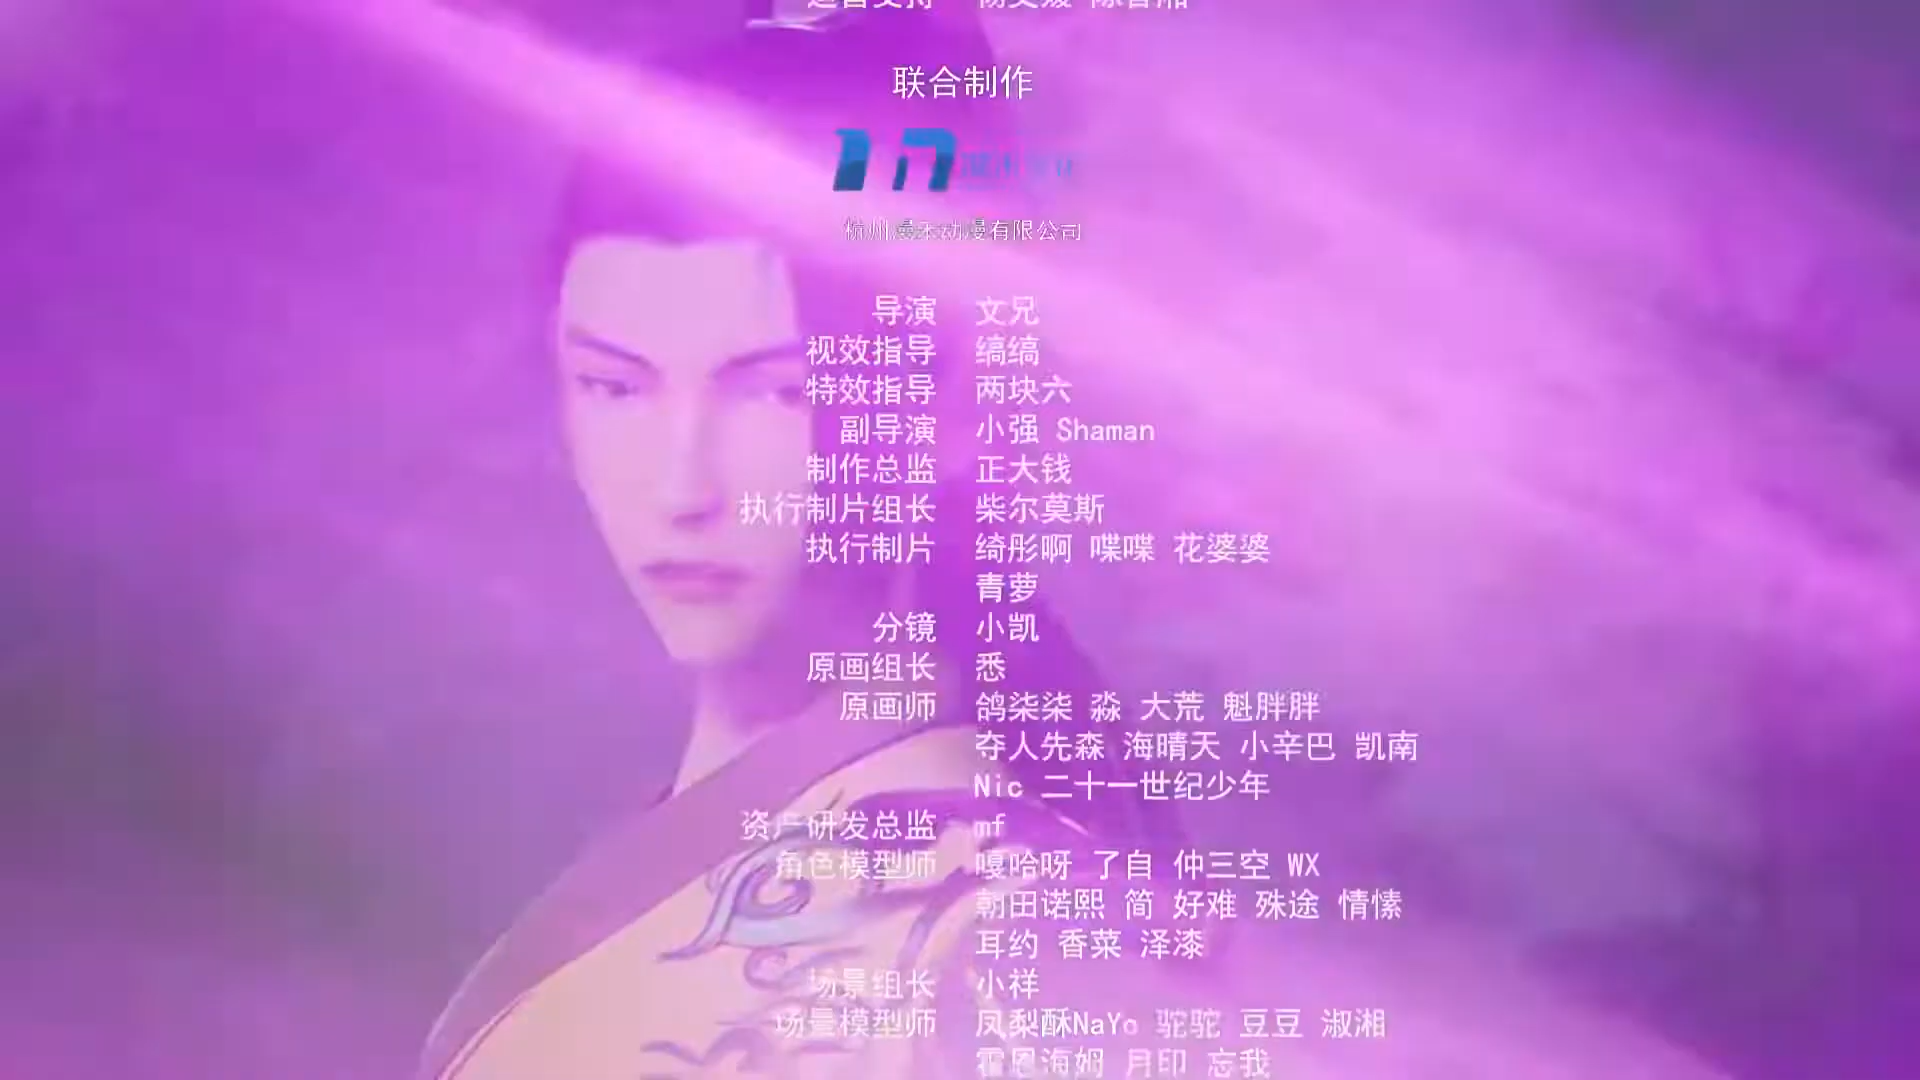 联合制作
有限公司
导演 文兄
视效指导 缟缟
特效指导 两块六
副导演 小强 Shaman
制作总监 正大钱
执行制片组长 柴尔莫斯
执行制片 绮彤啊 喋喋 花婆婆
青萝
分镜 小凯
原画组长 悉
原画师 鸽柒柒 淼 大荒 魁胖胖
夺人先森 海晴天 小辛巴 凯南
Nic 二十一世纪少年
资产研发总监 mf
角色模型师 嘎哈呀 了自 仲三空 WX
朝田诺熙 简 好难 殊途 情愫
耳约 香菜 泽漆
场景组长 小祥
场景模型师 凤梨酥NaYo 驼驼 豆豆 淑湘
霍恩海姆 月印 忘我